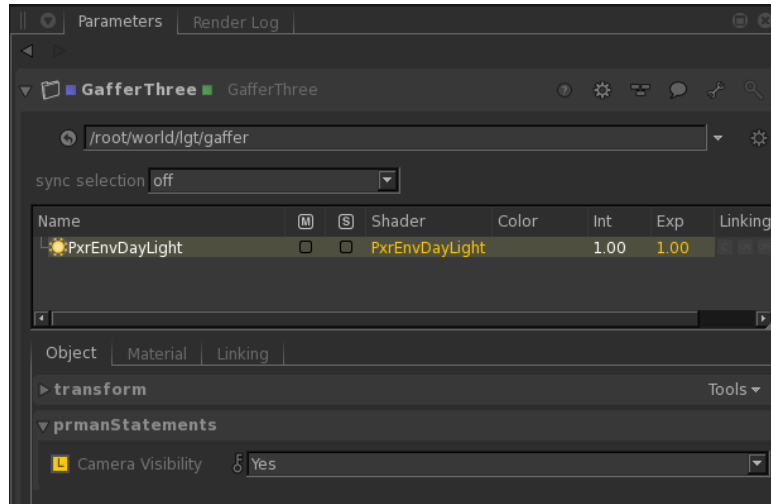 Parameters Render Log
GafferThree GafferThree
/root/world/lgt/gaffer
sync selection off
Name M S Shader Color Int Exp Linking
PxrEnvDayLight PxrEnvDayLight 1.00 1.00
Object Material Linking
transform Tools
prmanStatements
L Camera Visibility Yes